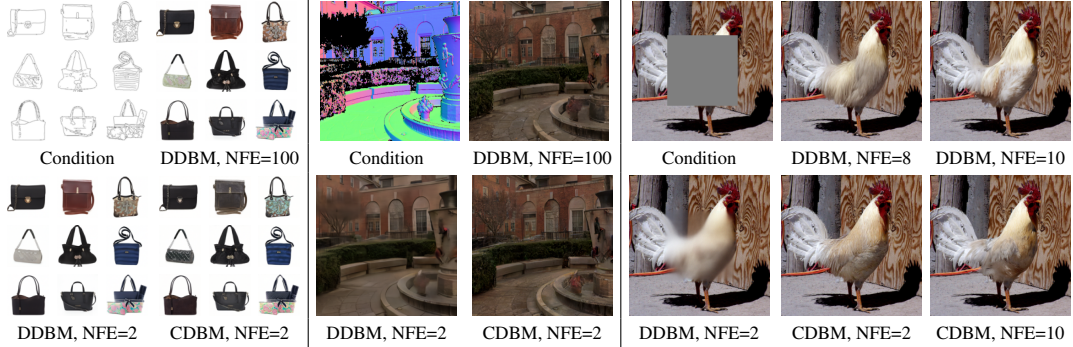 Condition
DDBM, NFE=100
Condition
DDBM, NFE=100
Condition
DDBM, NFE=8
DDBM, NFE=10
DDBM, NFE=2
CDBM, NFE=2
DDBM, NFE=2
CDBM, NFE=2
DDBM, NFE=2
CDBM, NFE=2
CDBM, NFE=10